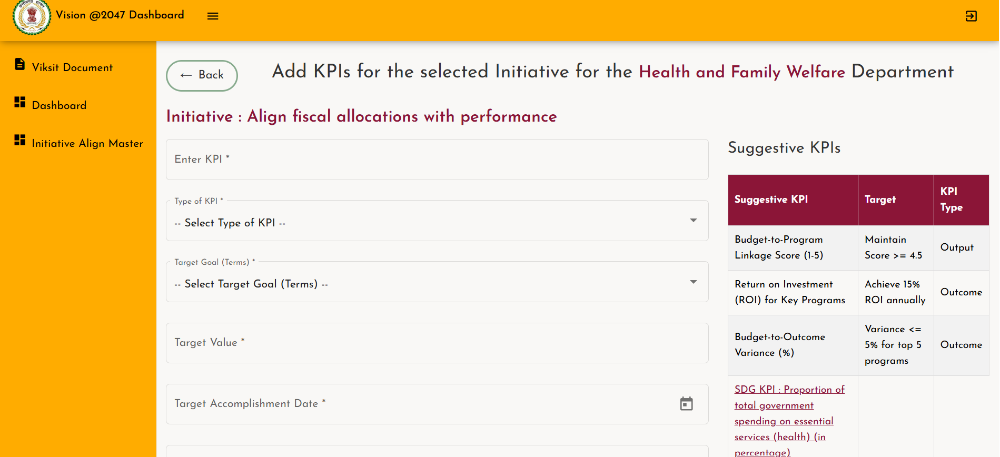 छत्तीसगढ़ शासन
Vision @2047 Dashboard
Viksit Document
Dashboard
Initiative Align Master
← Back
Add KPIs for the selected Initiative for the Health and Family Welfare Department
Initiative : Align fiscal allocations with performance
Enter KPI *
Type of KPI *
-- Select Type of KPI --
Target Goal (Terms) *
-- Select Target Goal (Terms) --
Target Value *
Target Accomplishment Date *
Suggestive KPIs
Suggestive KPI
Target
KPI
Type
Budget-to-Program
Linkage Score (1-5)
Maintain
Score >= 4.5
Output
Return on Investment
(ROI) for Key Programs
Achieve 15%
ROI annually
Outcome
Budget-to-Outcome
Variance (%)
Variance <=
5% for top 5
programs
Outcome
SDG KPI : Proportion of
total government
spending on essential
services (health) (in
percentage)